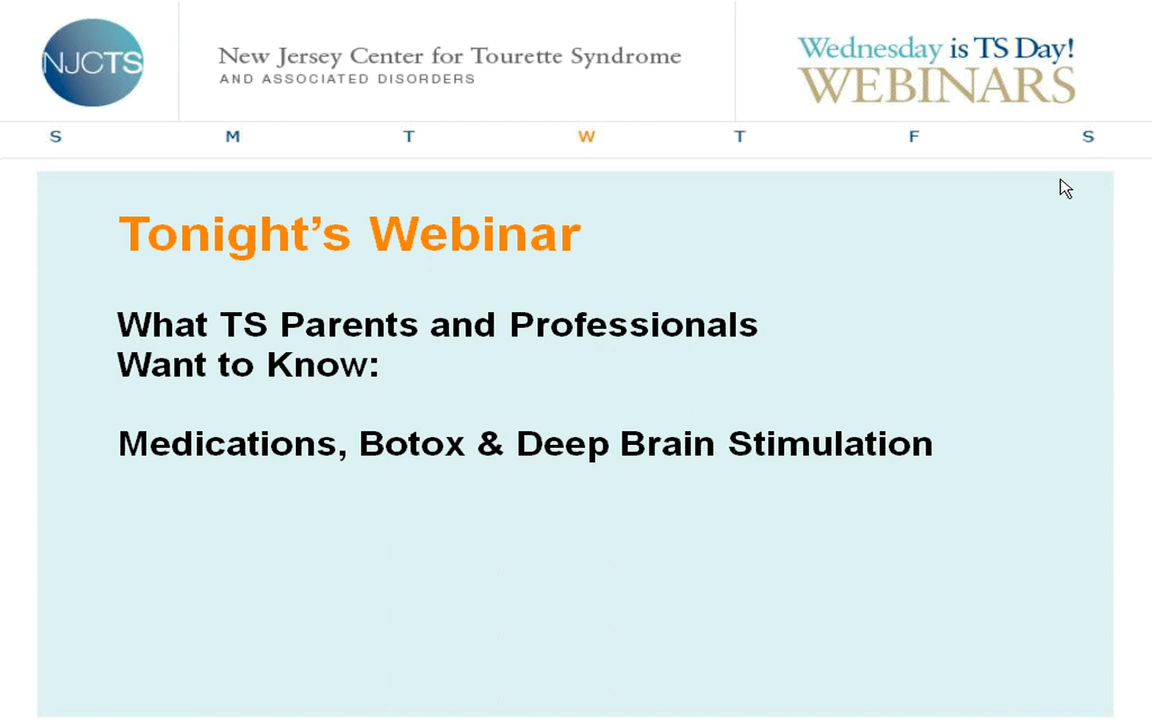 NJCTS
New Jersey Center for Tourette Syndrome
AND ASSOCIATED DISORDERS
Wednesday is TS Day!
WEBINARS
S M T W T F S
Tonight’s Webinar
What TS Parents and Professionals
Want to Know:
Medications, Botox & Deep Brain Stimulation